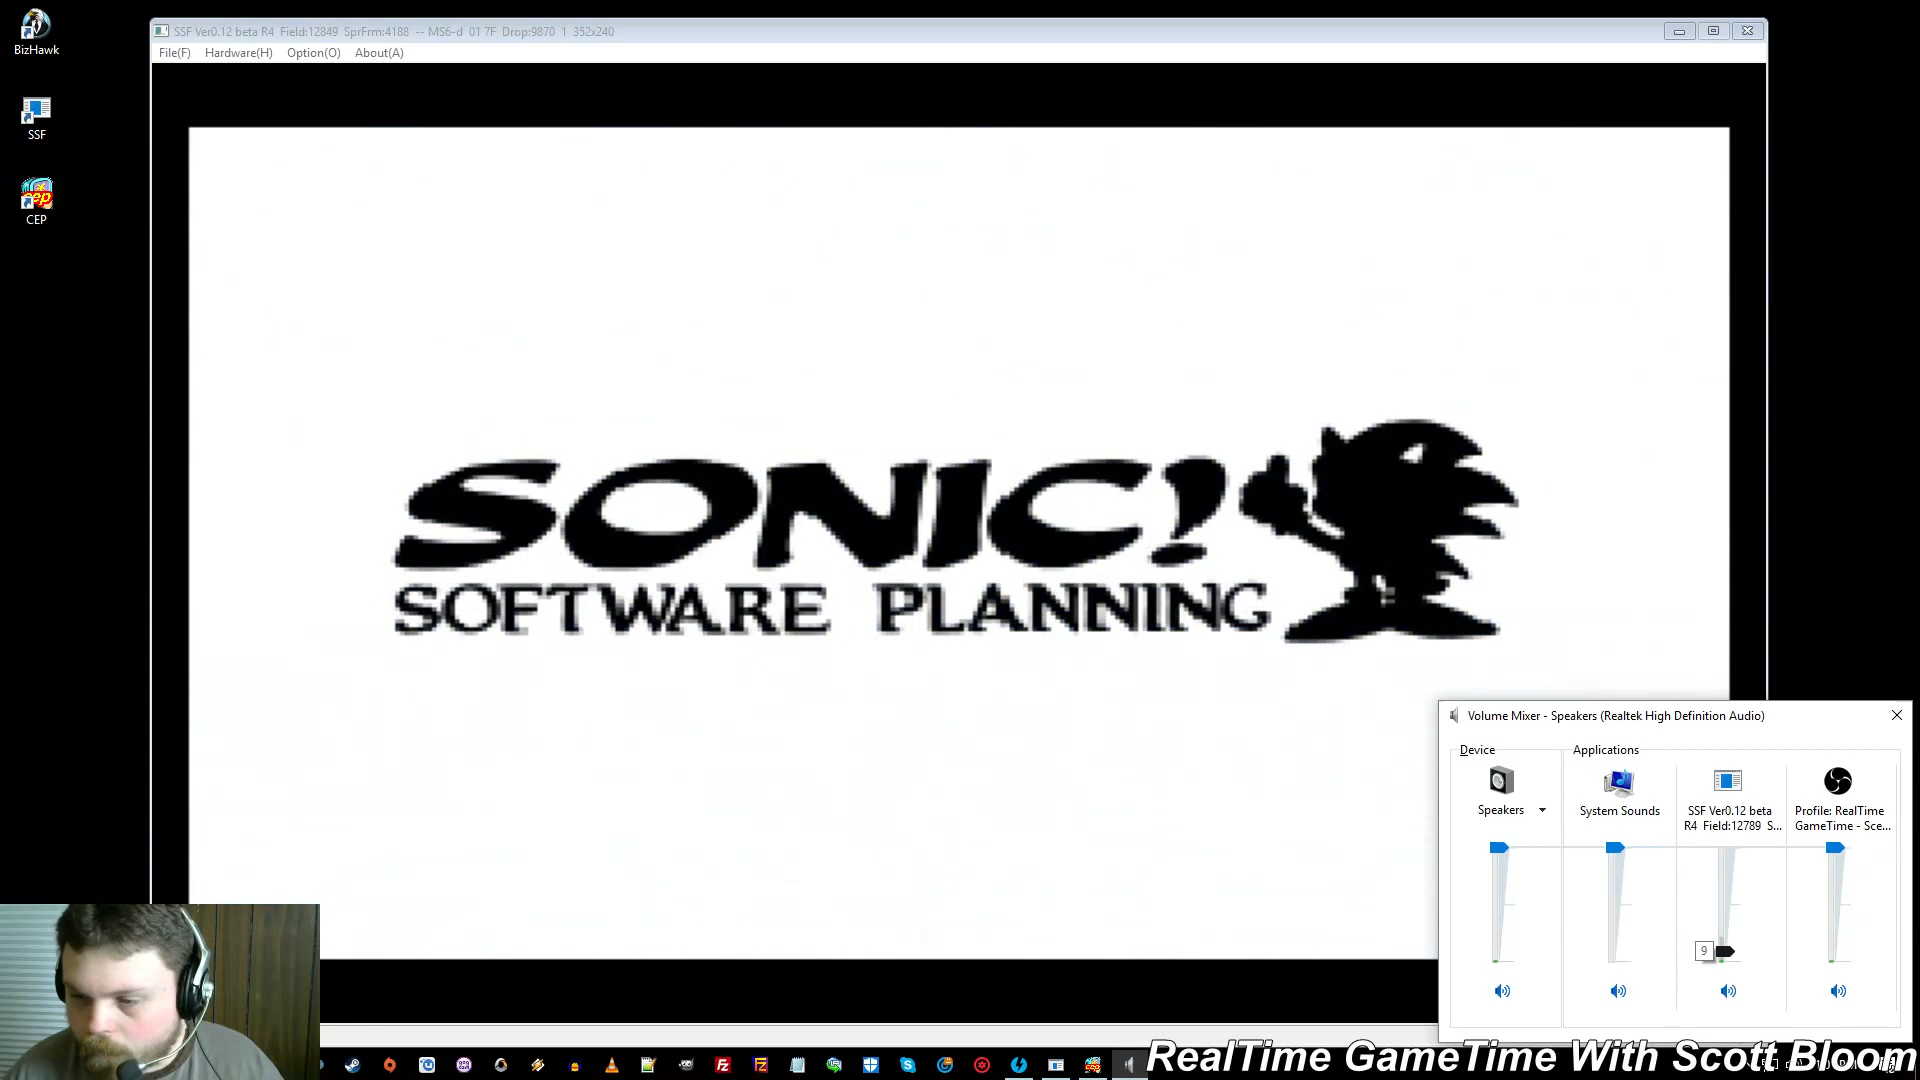 BizHawk
SSF
CEP
SSF Ver0.12 beta R4 Field:12849 SprFrm:4188 -- MS6-d 01 7F Drop:9870 1 352x240
File(F) Hardware(H) Option(O) About(A)
SONIC!
SOFTWARE PLANNING
Volume Mixer - Speakers (Realtek High Definition Audio)
Device
Applications
Speakers
System Sounds
SSF Ver0.12 beta
R4 Field:12789 S...
Profile: RealTime
GameTime - Sce...
9
RealTime GameTime With Scott Bloom